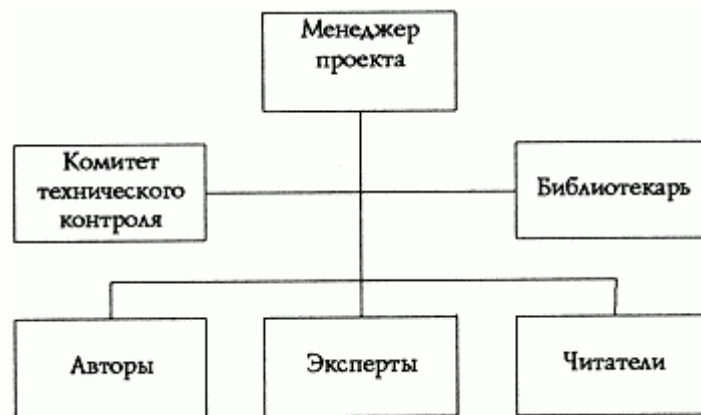 Менеджер
проекта
Комитет
технического
контроля
Библиотекарь
Авторы
Эксперты
Читатели